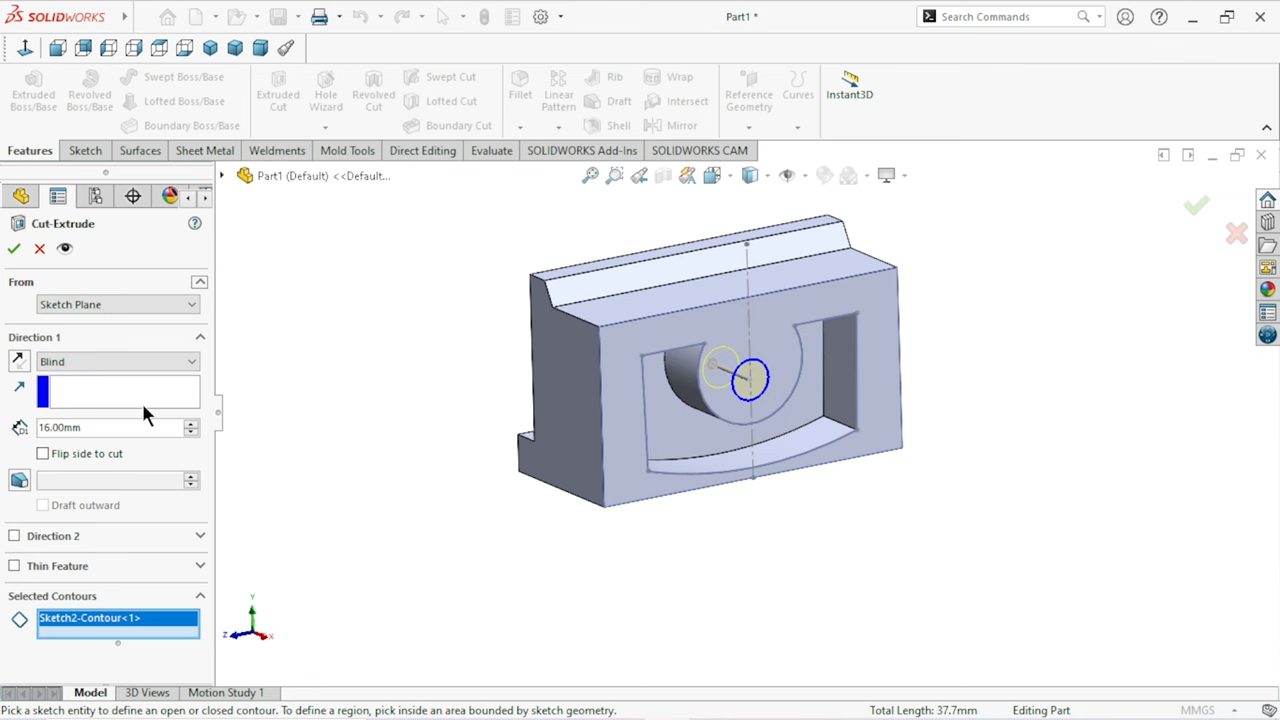 SOLIDWORKS
Part1 *
Search Commands
Extruded Boss/Base
Revolved Boss/Base
Swept Boss/Base
Lofted Boss/Base
Boundary Boss/Base
Extruded Cut
Hole Wizard
Revolved Cut
Swept Cut
Lofted Cut
Boundary Cut
Fillet
Linear Pattern
Rib
Draft
Shell
Wrap
Intersect
Mirror
Reference Geometry
Curves
Instant3D
Features Sketch Surfaces Sheet Metal Weldments Mold Tools Direct Editing Evaluate SOLIDWORKS Add-Ins SOLIDWORKS CAM
Part1 (Default) <<Default...
Cut-Extrude
From
Sketch Plane
Direction 1
Blind
16.00mm
Flip side to cut
Draft outward
Direction 2
Thin Feature
Selected Contours
Sketch2-Contour<1>
Y
Z
X
Model 3D Views Motion Study 1
Pick a sketch entity to define an open or closed contour. To define a region, pick inside an area bounded by sketch geometry. Total Length: 37.7mm Editing Part MMGS